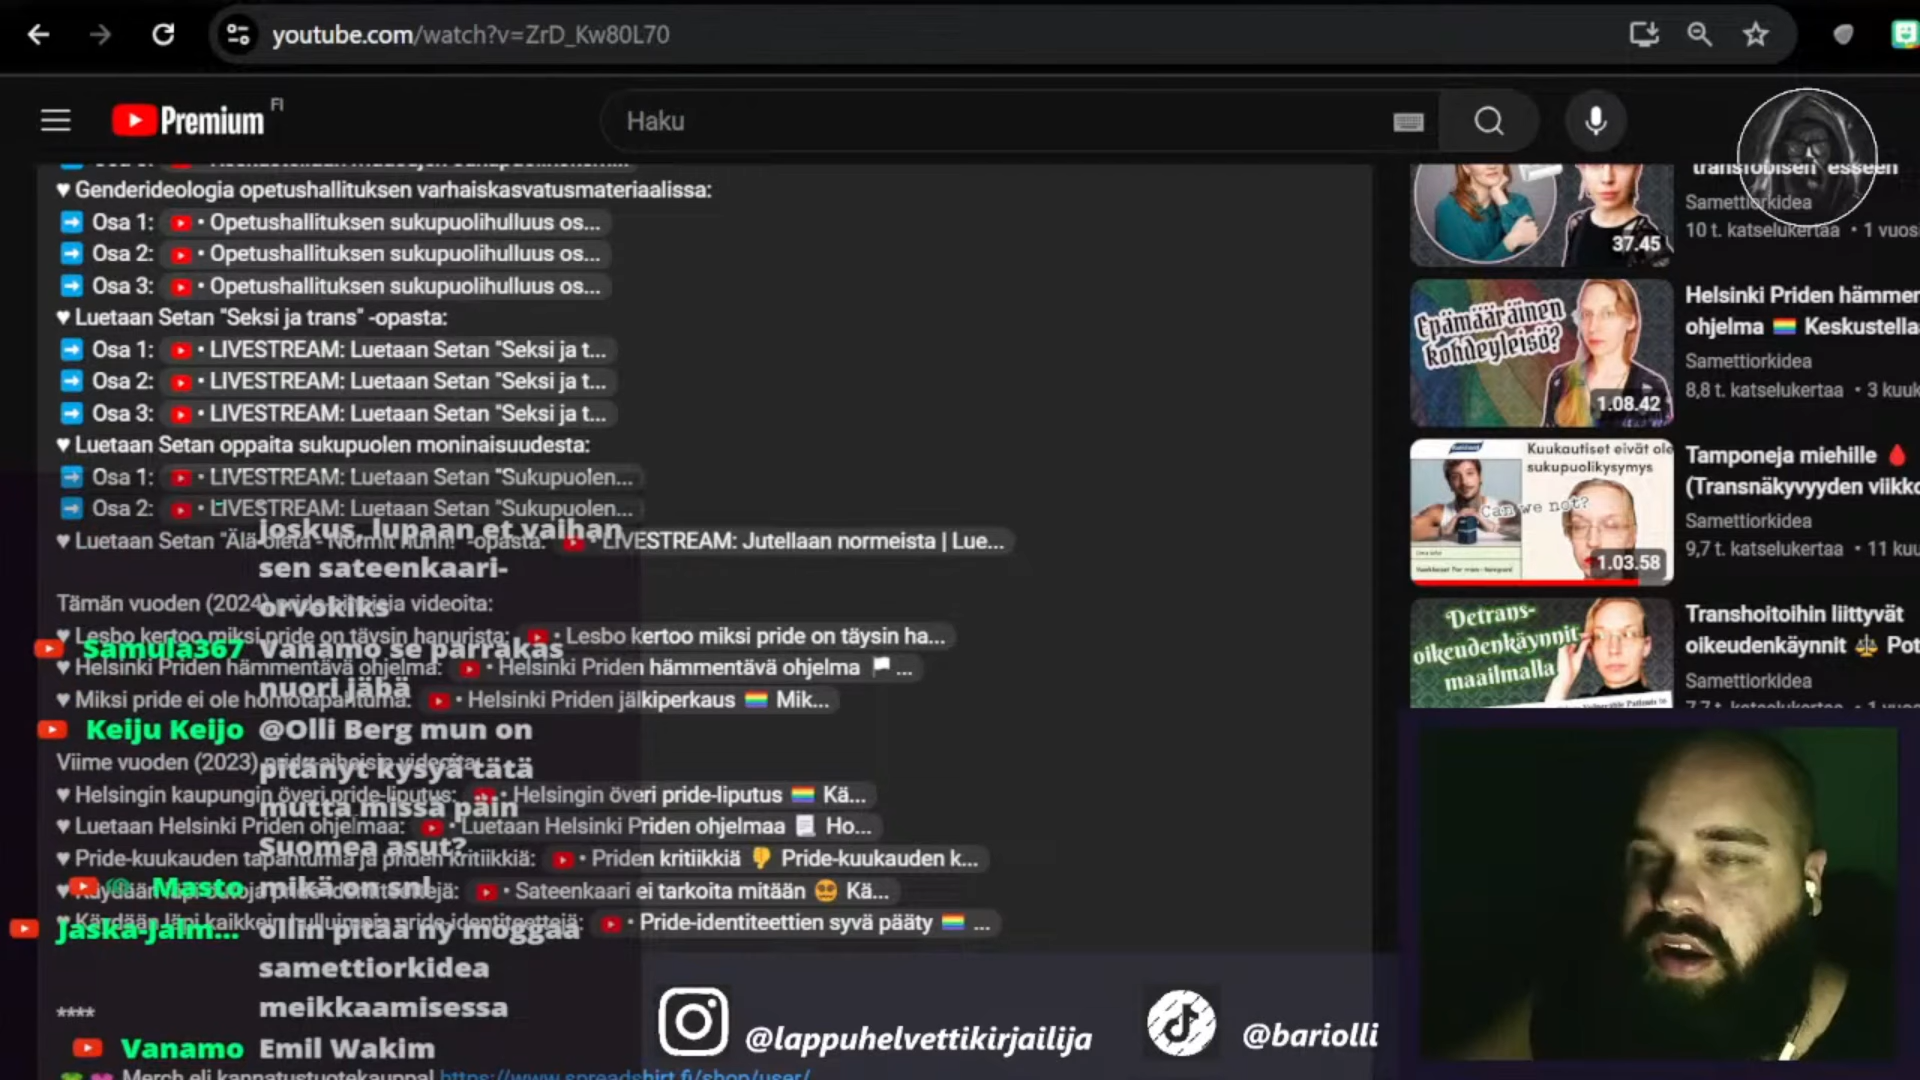 youtube.com/watch?v=ZrD_Kw80L70
Premium FI
Haku
♥ Genderideologia opetushallituksen varhaiskasvatusmateriaalissa:
Osa 1: • Opetushallituksen sukupuolihulluus os...
Osa 2: • Opetushallituksen sukupuolihulluus os...
Osa 3: • Opetushallituksen sukupuolihulluus os...
♥ Luetaan Setan "Seksi ja trans" -opasta:
Osa 1: • LIVESTREAM: Luetaan Setan "Seksi ja t...
Osa 2: • LIVESTREAM: Luetaan Setan "Seksi ja t...
Osa 3: • LIVESTREAM: Luetaan Setan "Seksi ja t...
♥ Luetaan Setan oppaita sukupuolen moninaisuudesta:
Osa 1: • LIVESTREAM: Luetaan Setan "Sukupuolen...
Osa 2: • LIVESTREAM: Luetaan Setan "Sukupuolen...
♥ Luetaan Setan "Älä oleta - Normit nurin!" -opasta: • LIVESTREAM: Jutellaan normeista | Lue...
Tämän vuoden (2024) pride-aiheisia videoita:
♥ Lesbo kertoo miksi pride on täysin hanurista: • Lesbo kertoo miksi pride on täysin ha...
♥ Helsinki Priden hämmentävä ohjelma: • Helsinki Priden hämmentävä ohjelma 🏳 ...
♥ Miksi pride ei ole homotapahtuma: • Helsinki Priden jälkiperkaus 🌈 Mik...
Viime vuoden (2023) pride-aiheisia videoita:
♥ Helsingin kaupungin överi pride-liputus: • Helsingin överi pride-liputus 🌈 Kä...
♥ Luetaan Helsinki Priden ohjelmaa: • Luetaan Helsinki Priden ohjelmaa 📃 Ho...
♥ Pride-kuukauden tapahtumia ja priden kritiikkiä: • Priden kritiikkiä 👎 Pride-kuukauden k...
• Sateenkaari ei tarkoita mitään 😵‍💫 Kä...
♥ Käydään läpi kaikkein hulluimpia pride-identiteettejä: • Pride-identiteettien syvä pääty 🌈 ...
****
Merch eli kannatustuotekauppa! https://www.spreadshirt.fi/shop/user/
joskus, lupaan et vaihan
sen sateenkaari-
orvokiks
Samula367 Vanamo se parrakas
nuori jäbä
Keiju Keijo @Olli Berg mun on
pitänyt kysyä tätä
mutta missä päin
Suomea asut?
Masto mikä on snl
Jaska-Jalm... ollin pitää ny moggaa
samettiorkidea
meikkaamisessa
Vanamo Emil Wakim
@lappuhelvettikirjailija
@bariolli
transfobisen esseen
Samettiorkidea
10 t. katselukertaa • 1 vuosi
37.45
Epämääräinen
kohdeyleisö?
1.08.42
Helsinki Priden hämmen
ohjelma 🌈 Keskustella
Samettiorkidea
8,8 t. katselukertaa • 3 kuuk
Kuukautiset eivät ole
sukupuolikysymys
Can we not?
1.03.58
Tamponeja miehille 🩸
(Transnäkyvyyden viikko
Samettiorkidea
9,7 t. katselukertaa • 11 kuu
Detrans-
oikeudenkäynnit
maailmalla
Transhoitoihin liittyvät
oikeudenkäynnit ⚖ Pot
Samettiorkidea
7,7 t. katselukertaa • 1 vuosi